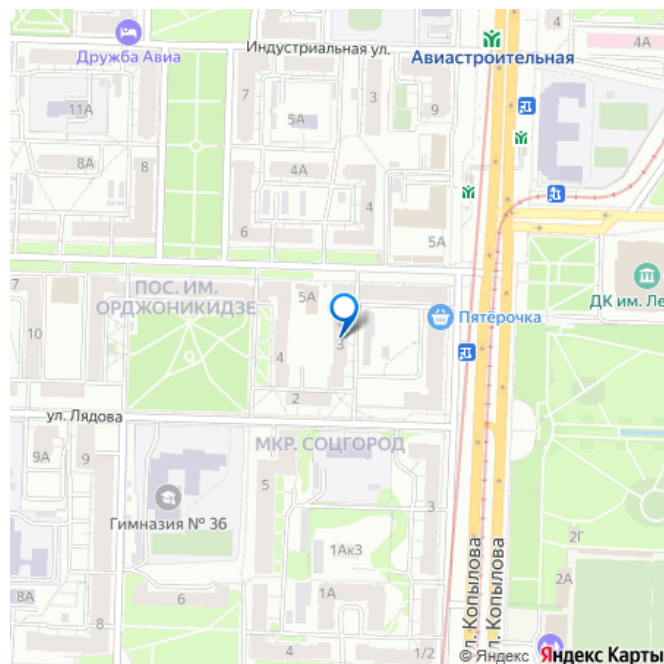 Дружба Авиа
Индустриальная ул.
Авиастроительная
4А
11А
7
5А
3
9
8А
8
4А
4
6
5А
7
ПОС. ИМ.
ОРДЖОНИКИДЗЕ
5А
ДК им. Ле
Пятёрочка
10
4
3
2
ул. Лядова
МКР. СОЦГОРОД
9А
9
5
3
Гимназия № 36
1Ак3
2Г
2А
8А
6
1А
8
1/2
л. Копылова
л. Копылова
© Яндекс Яндекс Карты